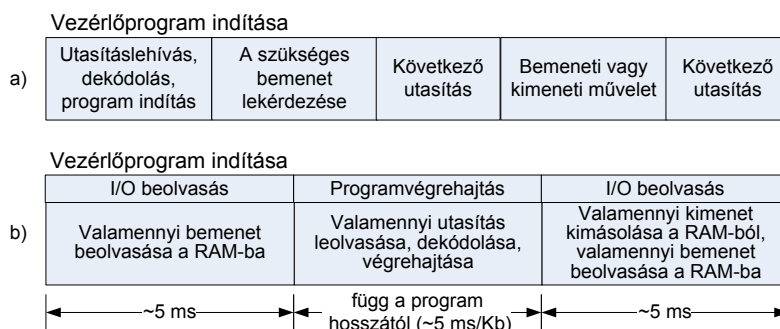 Vezérlőprogram indítása
a)
Utasításlehívás,
dekódolás,
program indítás
A szükséges
bemenet
lekérdezése
Következő
utasítás
Bemeneti vagy
kimeneti művelet
Következő
utasítás
Vezérlőprogram indítása
b)
I/O beolvasás
Programvégrehajtás
I/O beolvasás
Valamennyi bemenet
beolvasása a RAM-ba
Valamennyi utasítás
leolvasása, dekódolása,
végrehajtása
Valamennyi kimenet
kimásolása a RAM-ból,
valamennyi bemenet
beolvasása a RAM-ba
~5 ms
függ a program
hosszától (~5 ms/Kb)
~5 ms